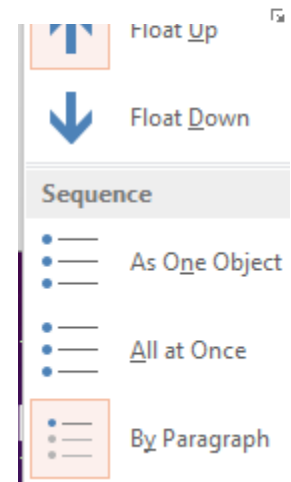 Float Up
Float Down
Sequence
As One Object
All at Once
By Paragraph